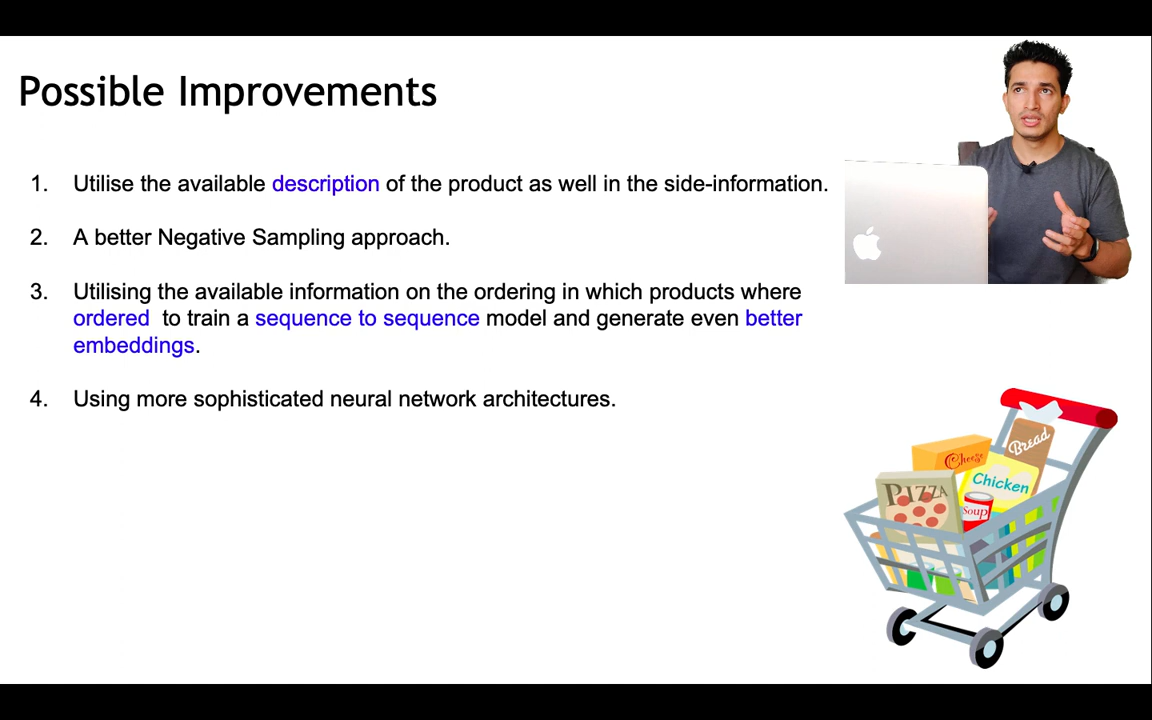 Possible Improvements
1. Utilise the available description of the product as well in the side-information.
2. A better Negative Sampling approach.
3. Utilising the available information on the ordering in which products where
ordered to train a sequence to sequence model and generate even better
embeddings.
4. Using more sophisticated neural network architectures.
Bread
Cheese
Chicken
PIZZA
Soup